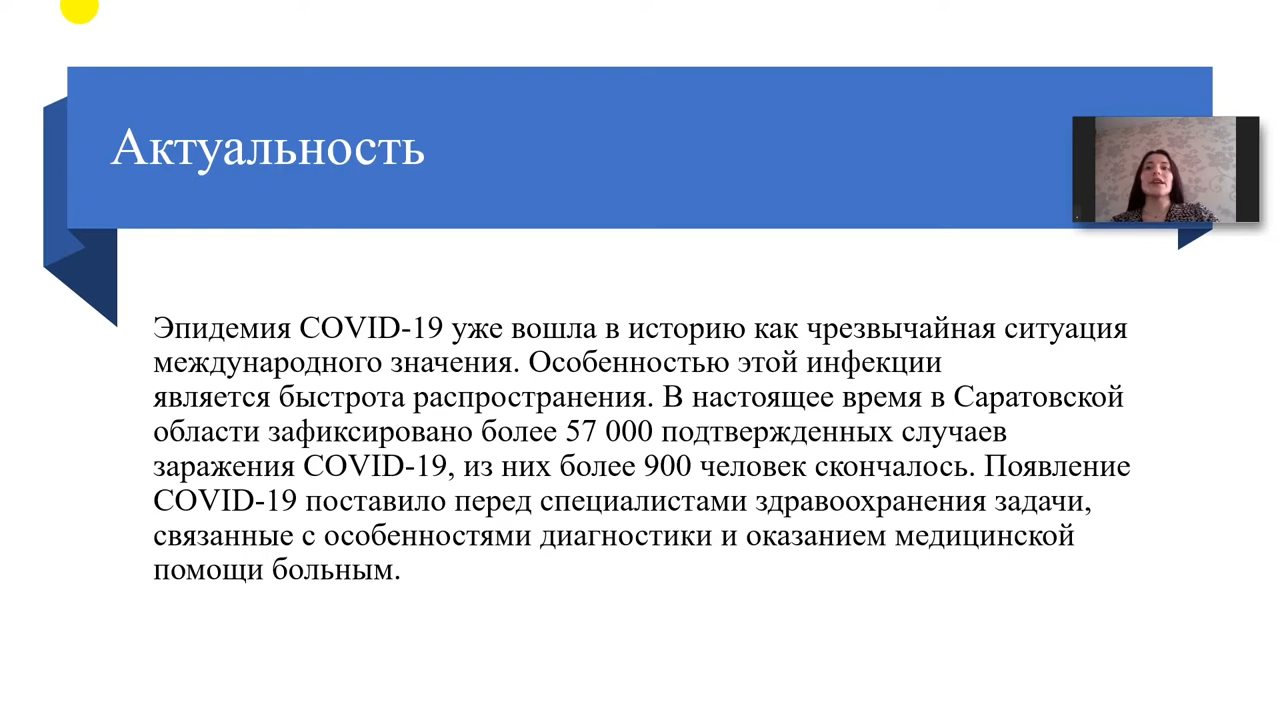 Актуальность
Эпидемия COVID-19 уже вошла в историю как чрезвычайная ситуация
международного значения. Особенностью этой инфекции
является быстрота распространения. В настоящее время в Саратовской
области зафиксировано более 57 000 подтвержденных случаев
заражения COVID-19, из них более 900 человек скончалось. Появление
COVID-19 поставило перед специалистами здравоохранения задачи,
связанные с особенностями диагностики и оказанием медицинской
помощи больным.